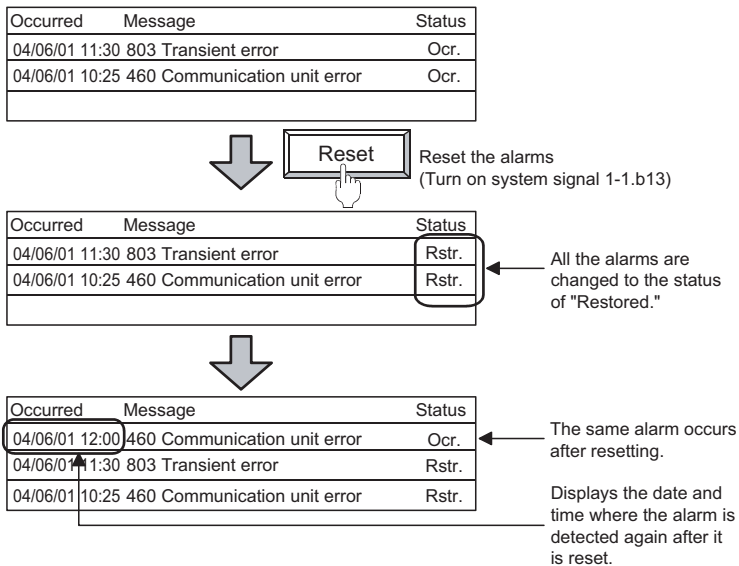 Occurred Message Status
04/06/01 11:30 803 Transient error Ocr.
04/06/01 10:25 460 Communication unit error Ocr.
Reset
Reset the alarms
(Turn on system signal 1-1.b13)
Occurred Message Status
04/06/01 11:30 803 Transient error Rstr.
04/06/01 10:25 460 Communication unit error Rstr.
All the alarms are
changed to the status
of "Restored."
Occurred Message Status
04/06/01 12:00 460 Communication unit error Ocr.
04/06/01 11:30 803 Transient error Rstr.
04/06/01 10:25 460 Communication unit error Rstr.
The same alarm occurs
after resetting.
Displays the date and
time where the alarm is
detected again after it
is reset.